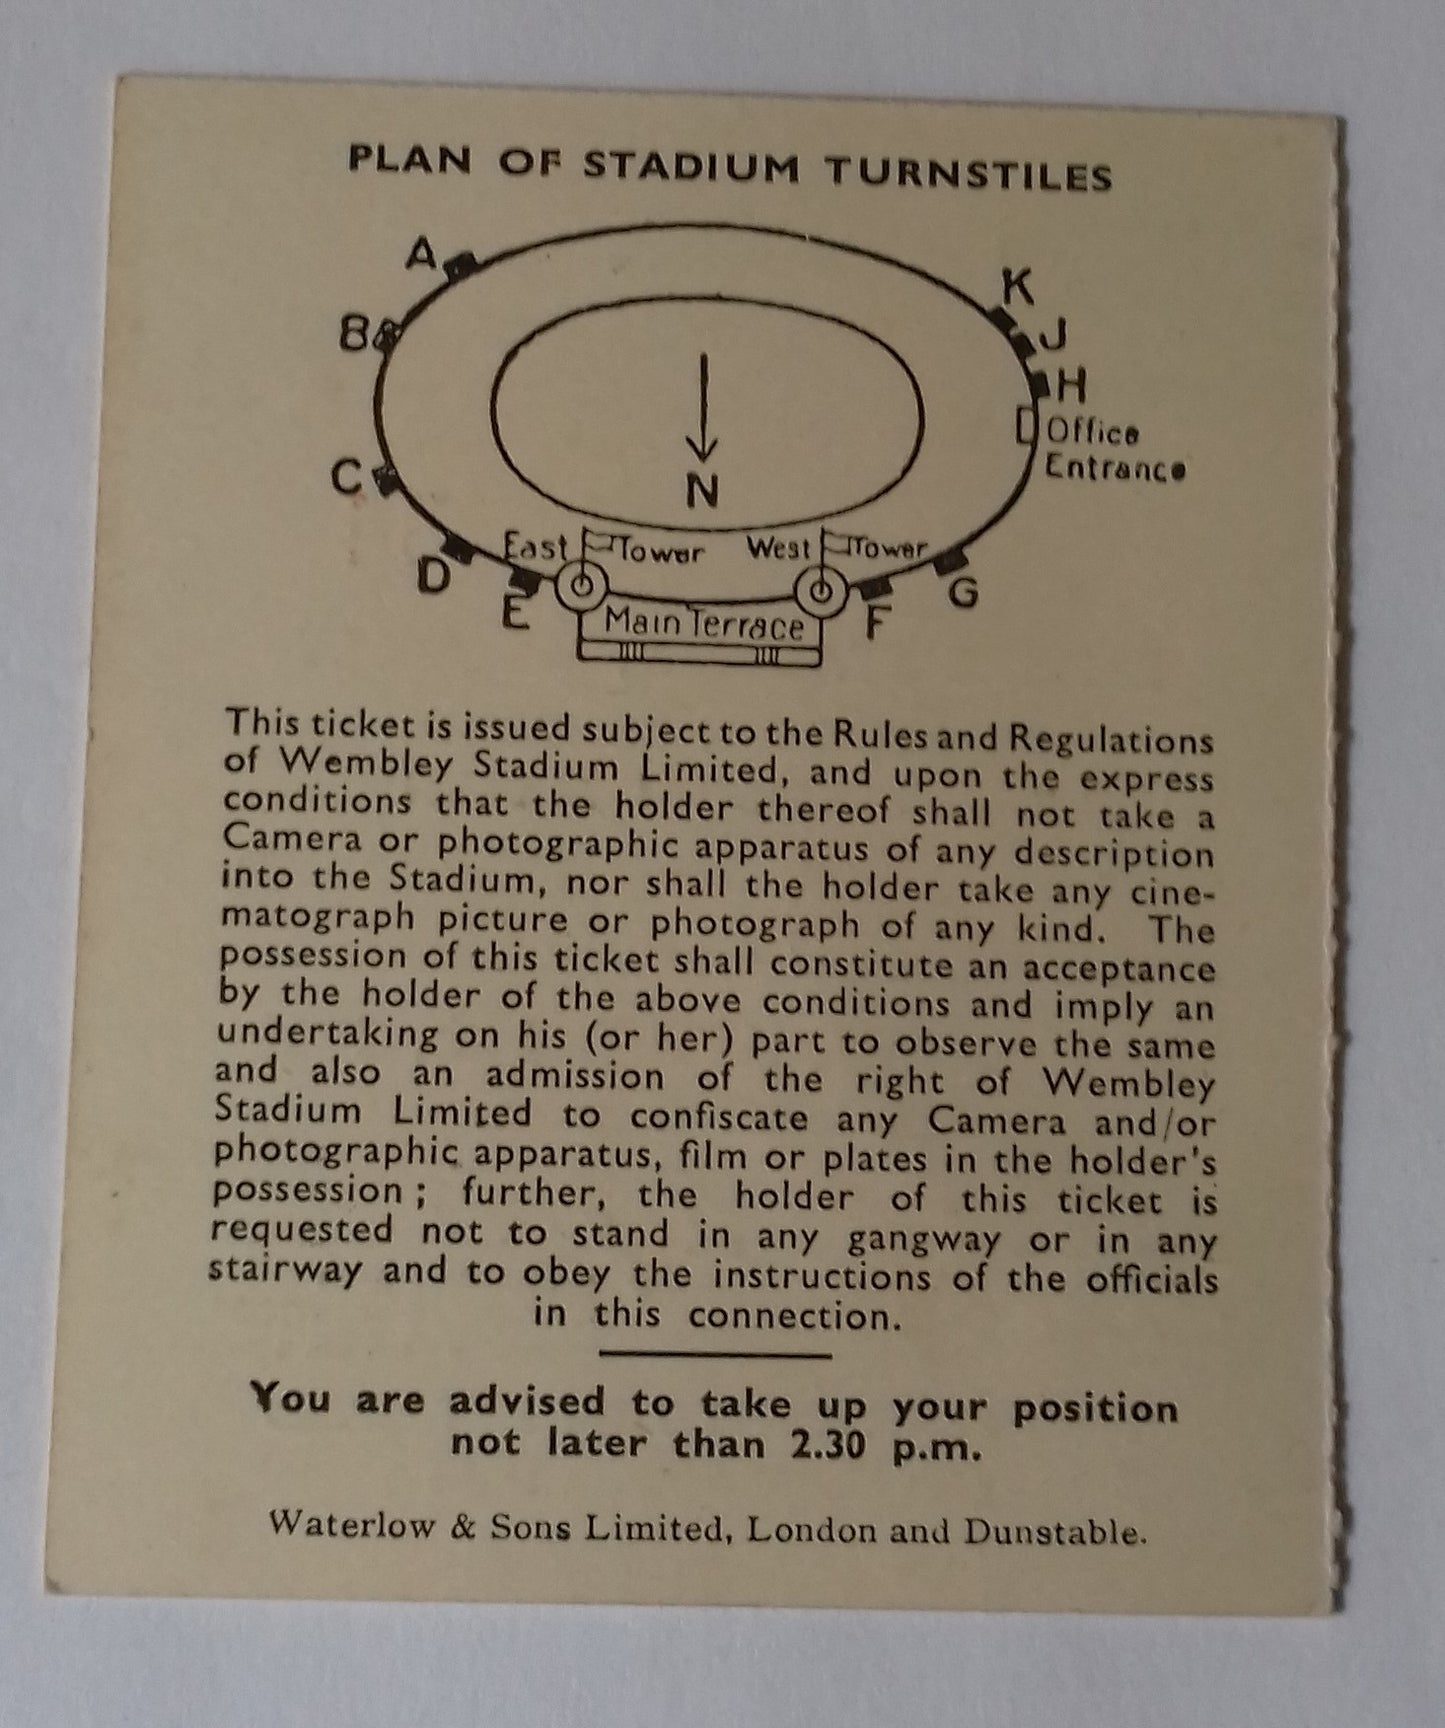 PLAN OF STADIUM TURNSTILES
A
K
B
J
H
Office
Entrance
C
N
East Tower West Tower
D
G
E
F
Main Terrace
This ticket is issued subject to the Rules and Regulations
of Wembley Stadium Limited, and upon the express
conditions that the holder thereof shall not take a
Camera or photographic apparatus of any description
into the Stadium, nor shall the holder take any cine-
matograph picture or photograph of any kind. The
possession of this ticket shall constitute an acceptance
by the holder of the above conditions and imply an
undertaking on his (or her) part to observe the same
and also an admission of the right of Wembley
Stadium Limited to confiscate any Camera and/or
photographic apparatus, film or plates in the holder's
possession ; further, the holder of this ticket is
requested not to stand in any gangway or in any
stairway and to obey the instructions of the officials
in this connection.
You are advised to take up your position
not later than 2.30 p.m.
Waterlow & Sons Limited, London and Dunstable.